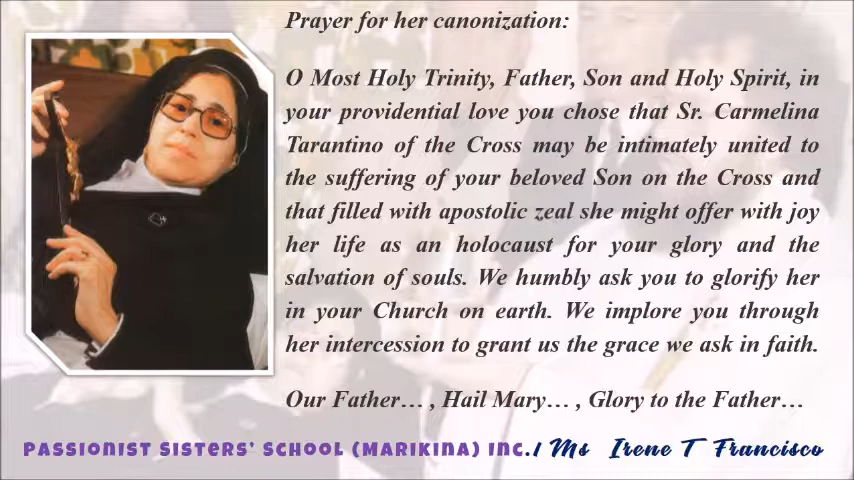 Prayer for her canonization:
O Most Holy Trinity, Father, Son and Holy Spirit, in
your providential love you chose that Sr. Carmelina
Tarantino of the Cross may be intimately united to
the suffering of your beloved Son on the Cross and
that filled with apostolic zeal she might offer with joy
her life as an holocaust for your glory and the
salvation of souls. We humbly ask you to glorify her
in your Church on earth. We implore you through
her intercession to grant us the grace we ask in faith.
Our Father… , Hail Mary… , Glory to the Father…
PASSIONIST SISTERS' SCHOOL (MARIKINA) INC./ Ms Irene T Francisco